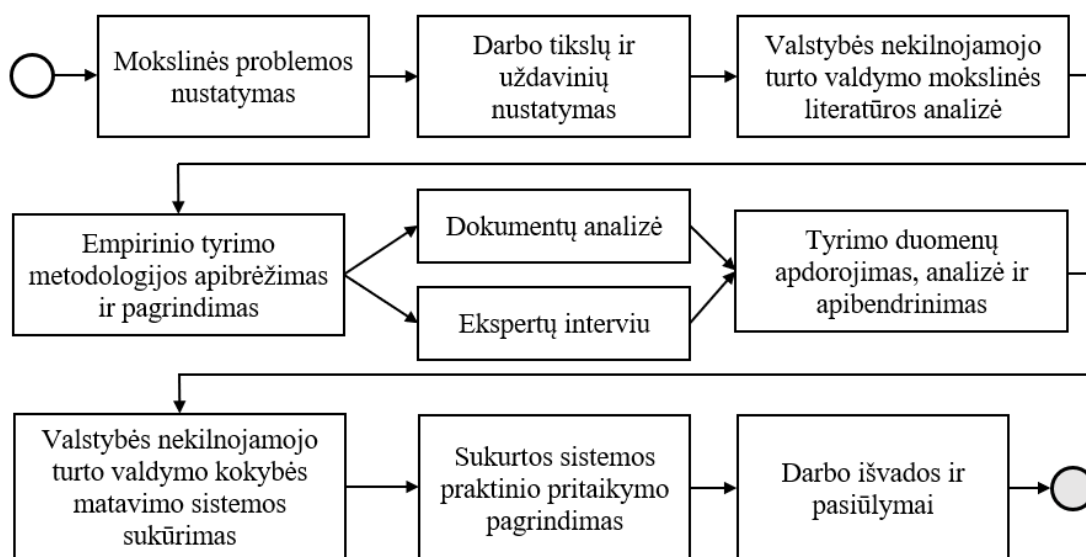 Mokslinės problemos
nustatymas
Darbo tikslų ir
uždavinių
nustatymas
Valstybės nekilnojamojo
turto valdymo mokslinės
literatūros analizė
Empirinio tyrimo
metodologijos apibrėžimas
ir pagrindimas
Dokumentų analizė
Ekspertų interviu
Tyrimo duomenų
apdorojimas, analizė ir
apibendrinimas
Valstybės nekilnojamojo
turto valdymo kokybės
matavimo sistemos
sukūrimas
Sukurtos sistemos
praktinio pritaikymo
pagrindimas
Darbo išvados ir
pasiūlymai